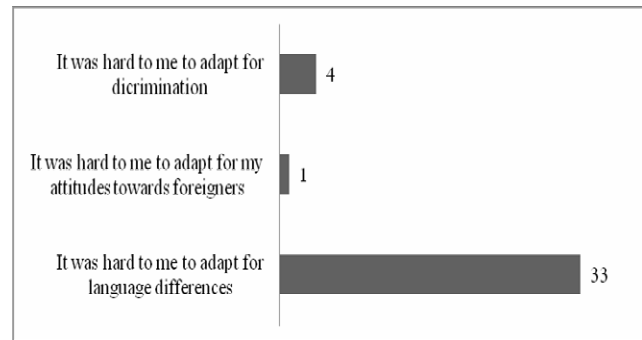 It was hard to me to adapt for
dicrimination
4
It was hard to me to adapt for my
attitudes towards foreigners
1
It was hard to me to adapt for
language differences
33